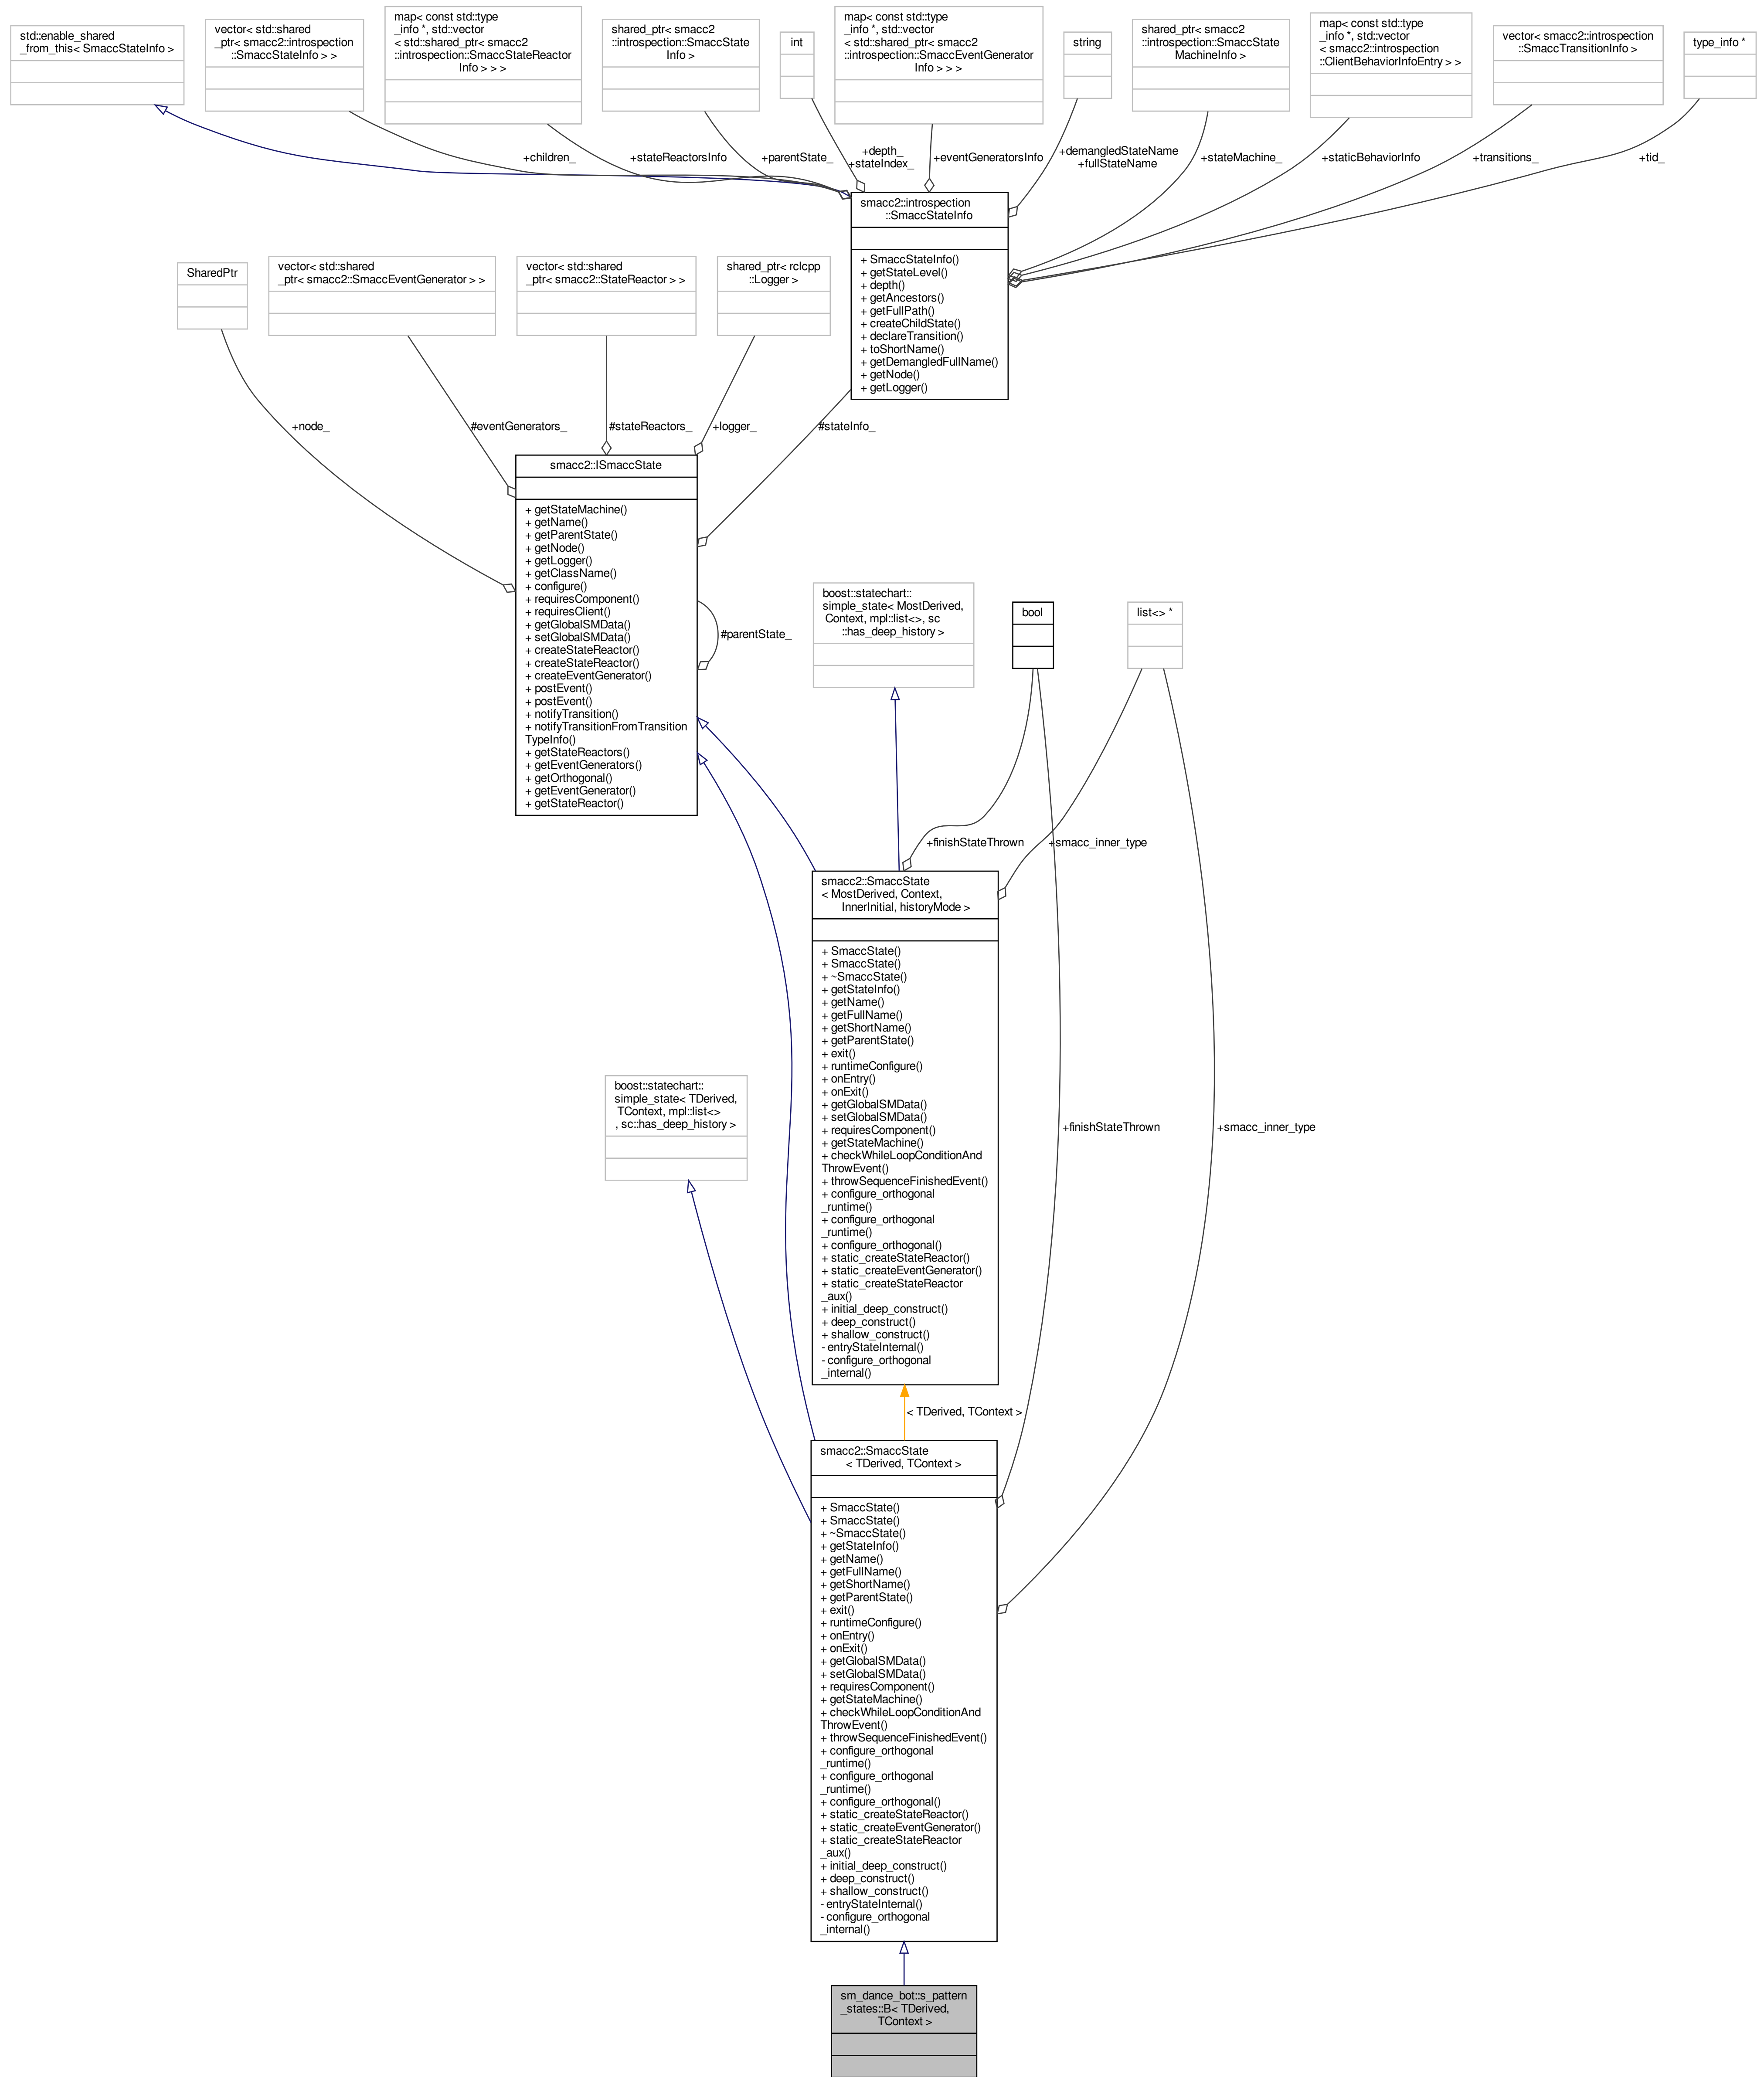 std::enable_shared
_from_this< SmaccStateInfo >
vector< std::shared
_ptr< smacc2::introspection
::SmaccStateInfo > >
map< const std::type
_info *, std::vector
< std::shared_ptr< smacc2
::introspection::SmaccStateReactor
Info > > >
shared_ptr< smacc2
::introspection::SmaccState
Info >
int
map< const std::type
_info *, std::vector
< std::shared_ptr< smacc2
::introspection::SmaccEventGenerator
Info > > >
string
shared_ptr< smacc2
::introspection::SmaccState
MachineInfo >
map< const std::type
_info *, std::vector
< smacc2::introspection
::ClientBehaviorInfoEntry > >
vector< smacc2::introspection
::SmaccTransitionInfo >
type_info *
+children_
+stateReactorsInfo
+parentState_
+depth_
+stateIndex_
+eventGeneratorsInfo
+demangledStateName
+fullStateName
+stateMachine_
+staticBehaviorInfo
+transitions_
+tid_
smacc2::introspection
::SmaccStateInfo
+ SmaccStateInfo()
+ getStateLevel()
+ depth()
+ getAncestors()
+ getFullPath()
+ createChildState()
+ declareTransition()
+ toShortName()
+ getDemangledFullName()
+ getNode()
+ getLogger()
SharedPtr
vector< std::shared
_ptr< smacc2::SmaccEventGenerator > >
vector< std::shared
_ptr< smacc2::StateReactor > >
shared_ptr< rclcpp
::Logger >
+node_
#eventGenerators_
#stateReactors_
+logger_
#stateInfo_
smacc2::ISmaccState
+ getStateMachine()
+ getName()
+ getParentState()
+ getNode()
+ getLogger()
+ getClassName()
+ configure()
+ requiresComponent()
+ requiresClient()
+ getGlobalSMData()
+ setGlobalSMData()
+ createStateReactor()
+ createStateReactor()
+ createEventGenerator()
+ postEvent()
+ postEvent()
+ notifyTransition()
+ notifyTransitionFromTransition
TypeInfo()
+ getStateReactors()
+ getEventGenerators()
+ getOrthogonal()
+ getEventGenerator()
+ getStateReactor()
#parentState_
boost::statechart::
simple_state< MostDerived,
Context, mpl::list<>, sc
::has_deep_history >
bool
list<> *
+finishStateThrown
+smacc_inner_type
smacc2::SmaccState
< MostDerived, Context,
InnerInitial, historyMode >
+ SmaccState()
+ SmaccState()
+ ~SmaccState()
+ getStateInfo()
+ getName()
+ getFullName()
+ getShortName()
+ getParentState()
+ exit()
+ runtimeConfigure()
+ onEntry()
+ onExit()
+ getGlobalSMData()
+ setGlobalSMData()
+ requiresComponent()
+ getStateMachine()
+ checkWhileLoopConditionAnd
ThrowEvent()
+ throwSequenceFinishedEvent()
+ configure_orthogonal
_runtime()
+ configure_orthogonal
_runtime()
+ configure_orthogonal()
+ static_createStateReactor()
+ static_createEventGenerator()
+ static_createStateReactor
_aux()
+ initial_deep_construct()
+ deep_construct()
+ shallow_construct()
- entryStateInternal()
- configure_orthogonal
_internal()
boost::statechart::
simple_state< TDerived,
TContext, mpl::list<>
, sc::has_deep_history >
+finishStateThrown
+smacc_inner_type
< TDerived, TContext >
smacc2::SmaccState
< TDerived, TContext >
+ SmaccState()
+ SmaccState()
+ ~SmaccState()
+ getStateInfo()
+ getName()
+ getFullName()
+ getShortName()
+ getParentState()
+ exit()
+ runtimeConfigure()
+ onEntry()
+ onExit()
+ getGlobalSMData()
+ setGlobalSMData()
+ requiresComponent()
+ getStateMachine()
+ checkWhileLoopConditionAnd
ThrowEvent()
+ throwSequenceFinishedEvent()
+ configure_orthogonal
_runtime()
+ configure_orthogonal
_runtime()
+ configure_orthogonal()
+ static_createStateReactor()
+ static_createEventGenerator()
+ static_createStateReactor
_aux()
+ initial_deep_construct()
+ deep_construct()
+ shallow_construct()
- entryStateInternal()
- configure_orthogonal
_internal()
sm_dance_bot::s_pattern
_states::B< TDerived,
TContext >